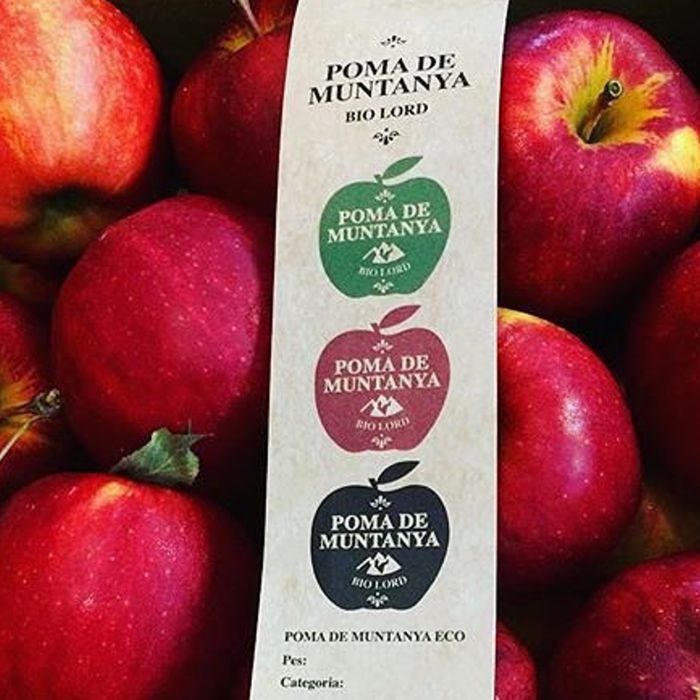 POMA DE
MUNTANYA
BIO LORD
POMA DE
MUNTANYA
BIO LORD
POMA DE
MUNTANYA
BIO LORD
POMA DE
MUNTANYA
BIO LORD
POMA DE MUNTANYA ECO
Pes:
Categoria: